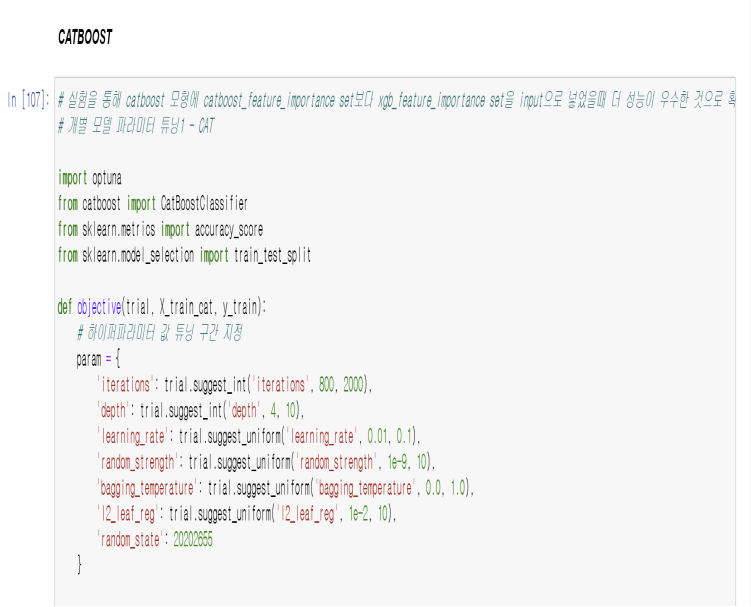 CATBOOST
In [107]: # 실험을 통해 catboost 모형에 catboost_feature_importance set보다 xgb_feature_importance set을 input으로 넣었을때 더 성능이 우수한 것으로 확
# 개별 모델 파라미터 튜닝1 - CAT
import optuna
from catboost import CatBoostClassifier
from sklearn.metrics import accuracy_score
from sklearn.model_selection import train_test_split
def objective(trial, X_train_cat, y_train):
# 하이퍼파라미터 값 튜닝 구간 지정
param = {
'iterations': trial.suggest_int('iterations', 800, 2000),
'depth': trial.suggest_int('depth', 4, 10),
'learning_rate': trial.suggest_uniform('learning_rate', 0.01, 0.1),
'random_strength': trial.suggest_uniform('random_strength', 1e-9, 10),
'bagging_temperature': trial.suggest_uniform('bagging_temperature', 0.0, 1.0),
'l2_leaf_reg': trial.suggest_uniform('l2_leaf_reg', 1e-2, 10),
'random_state': 20202655
}